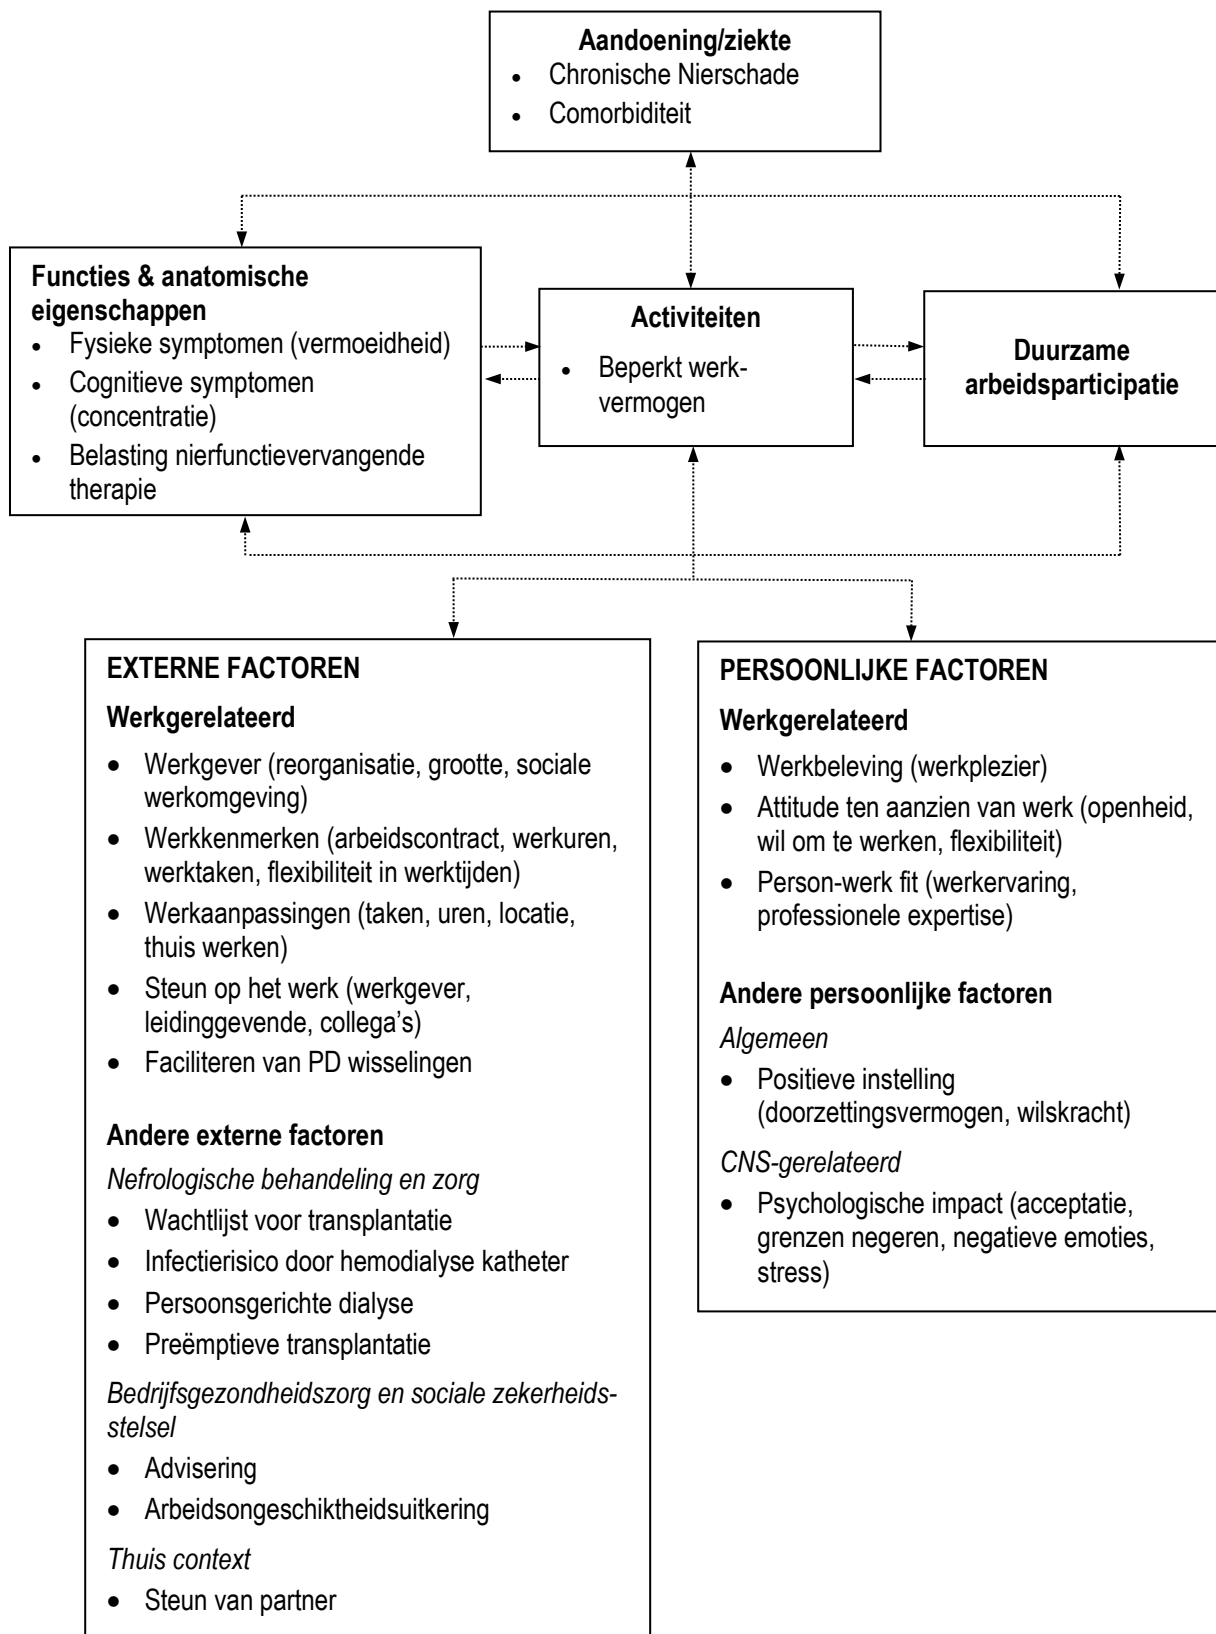 Aandoening/ziekte
• Chronische Nierschade
• Comorbiditeit
Functies & anatomische
eigenschappen
• Fysieke symptomen (vermoeidheid)
• Cognitieve symptomen
(concentratie)
• Belasting nierfunctievervangende
therapie
Activiteiten
• Beperkt werk-
vermogen
Duurzame
arbeidsparticipatie
EXTERNE FACTOREN
Werkgerelateerd
• Werkgever (reorganisatie, grootte, sociale
werkomgeving)
• Werkkenmerken (arbeidscontract, werkuren,
werktaken, flexibiliteit in werktijden)
• Werkaanpassingen (taken, uren, locatie,
thuis werken)
• Steun op het werk (werkgever,
leidinggevende, collega's)
• Faciliteren van PD wisselingen
Andere externe factoren
Nefrologische behandeling en zorg
• Wachtlijst voor transplantatie
• Infectierisico door hemodialyse katheter
• Persoonsgerichte dialyse
• Preëmptieve transplantatie
Bedrijfsgezondheidszorg en sociale zekerheids-
stelsel
• Advisering
• Arbeidsongeschiktheidsuitkering
Thuis context
• Steun van partner
PERSOONLIJKE FACTOREN
Werkgerelateerd
• Werkbeleving (werkplezier)
• Attitude ten aanzien van werk (openheid,
wil om te werken, flexibiliteit)
• Person-werk fit (werkervaring,
professionele expertise)
Andere persoonlijke factoren
Algemeen
• Positieve instelling
(doorzettingsvermogen, wilskracht)
CNS-gerelateerd
• Psychologische impact (acceptatie,
grenzen negeren, negatieve emoties,
stress)